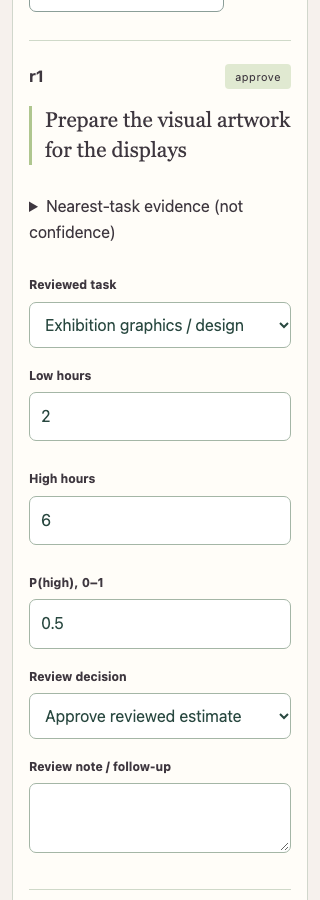 r1
approve
Prepare the visual artwork
for the displays
Nearest-task evidence (not
confidence)
Reviewed task
Exhibition graphics / design
Low hours
2
High hours
6
P(high), 0–1
0.5
Review decision
Approve reviewed estimate
Review note / follow-up